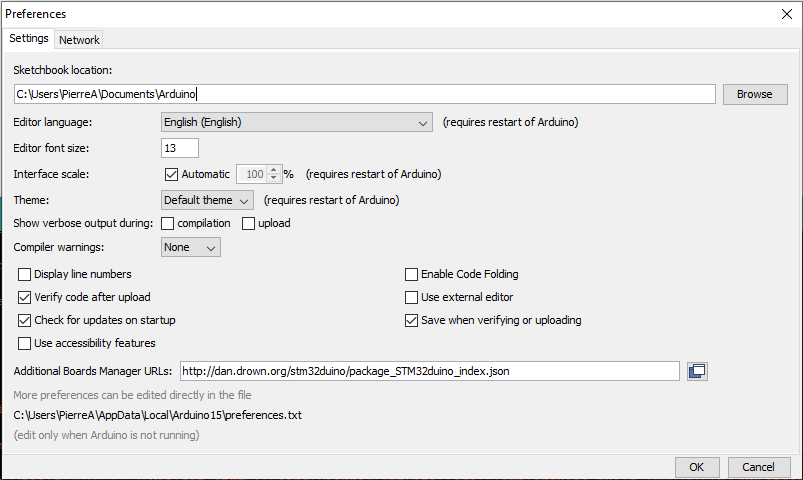 Preferences
Settings Network
Sketchbook location:
C:\Users\PierreA\Documents\Arduino Browse
Editor language: English (English) (requires restart of Arduino)
Editor font size: 13
Interface scale: Automatic 100 % (requires restart of Arduino)
Theme: Default theme (requires restart of Arduino)
Show verbose output during: compilation upload
Compiler warnings: None
Display line numbers Enable Code Folding
Verify code after upload Use external editor
Check for updates on startup Save when verifying or uploading
Use accessibility features
Additional Boards Manager URLs: http://dan.drown.org/stm32duino/package_STM32duino_index.json
More preferences can be edited directly in the file
C:\Users\PierreA\AppData\Local\Arduino15\preferences.txt
(edit only when Arduino is not running)
OK Cancel